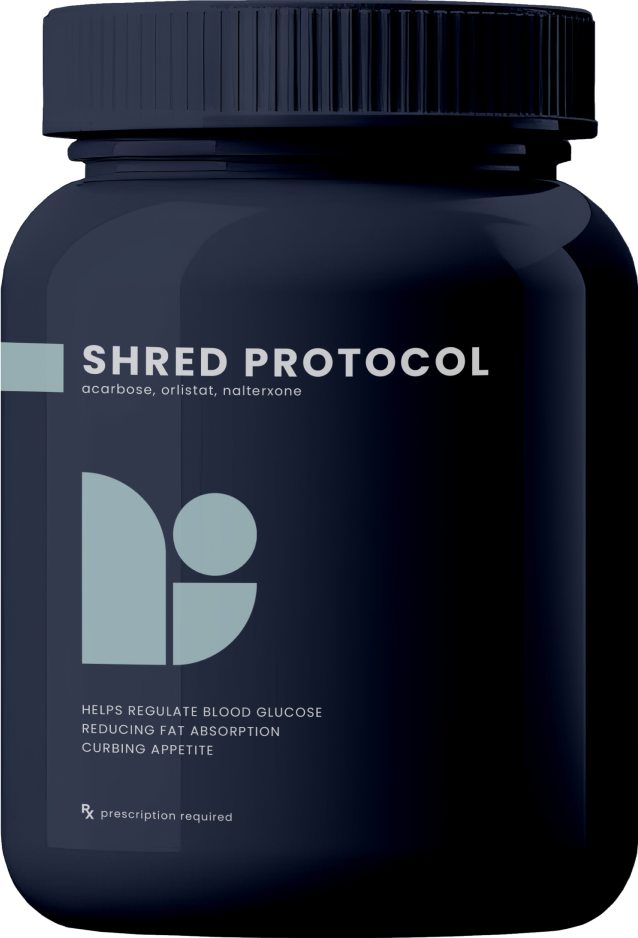 SHRED PROTOCOL
acarbose, orlistat, nalterxone
HELPS REGULATE BLOOD GLUCOSE
REDUCING FAT ABSORPTION
CURBING APPETITE
Rx prescription required